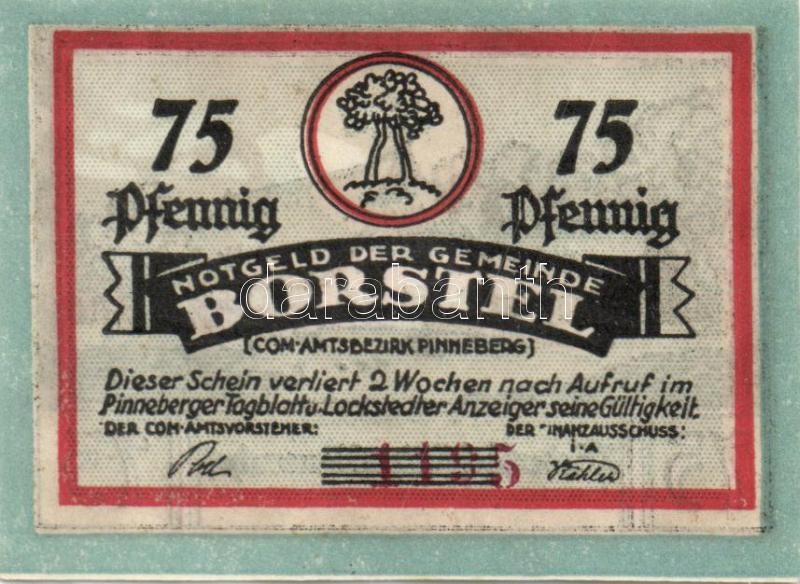 75 75
Pfennig Pfennig
NOTGELD DER GEMEINDE
BORSTEL
(COM-AMTSBEZIRK PINNEBERG)
Dieser Schein verliert 2 Wochen nach Aufruf im
Pinneberger Tagblatt u. Lockstedter Anzeiger seine Gültigkeit.
DER COM-AMTSVORSTEHER: DER FINANZAUSSCHUSS:
I.A
1195
darabanth